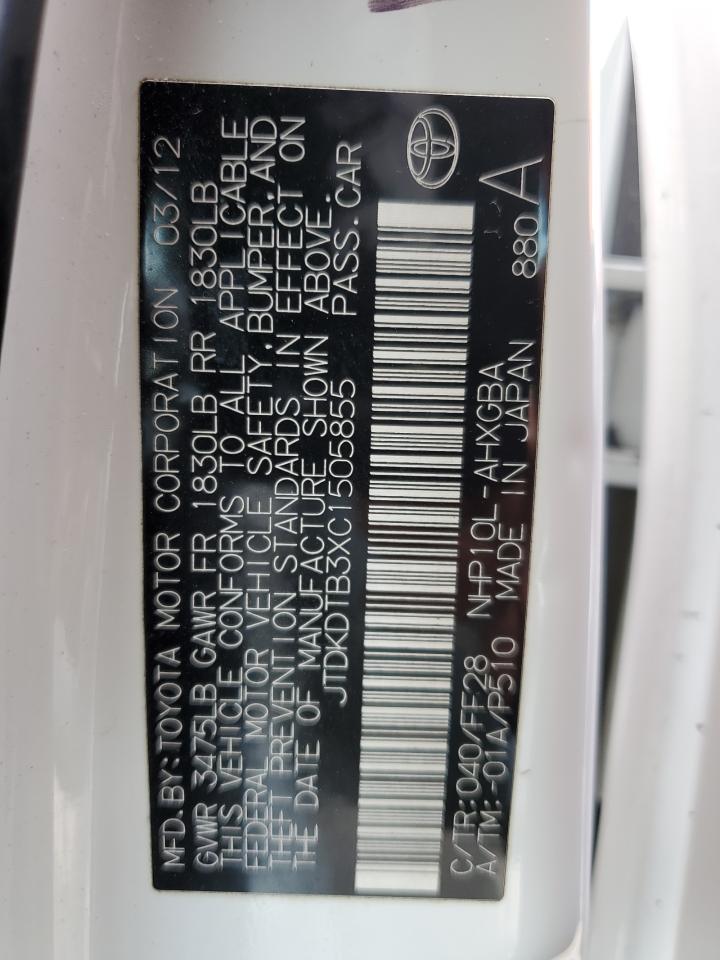 MFD.BY:TOYOTA MOTOR CORPORATION 03/12
GVWR 3475LB GAWR FR 1830LB RR 1830LB
THIS VEHICLE CONFORMS TO ALL APPLICABLE
FEDERAL MOTOR VEHICLE SAFETY,BUMPER,AND
THEFT PREVENTION STANDARDS IN EFFECT ON
THE DATE OF MANUFACTURE SHOWN ABOVE.
JTDKDTB3XC1505855 PASS.CAR
C/TR:040/FF28 NHP10L-AHXGBA
A/TM:-01A/P510 MADE IN JAPAN 880 A